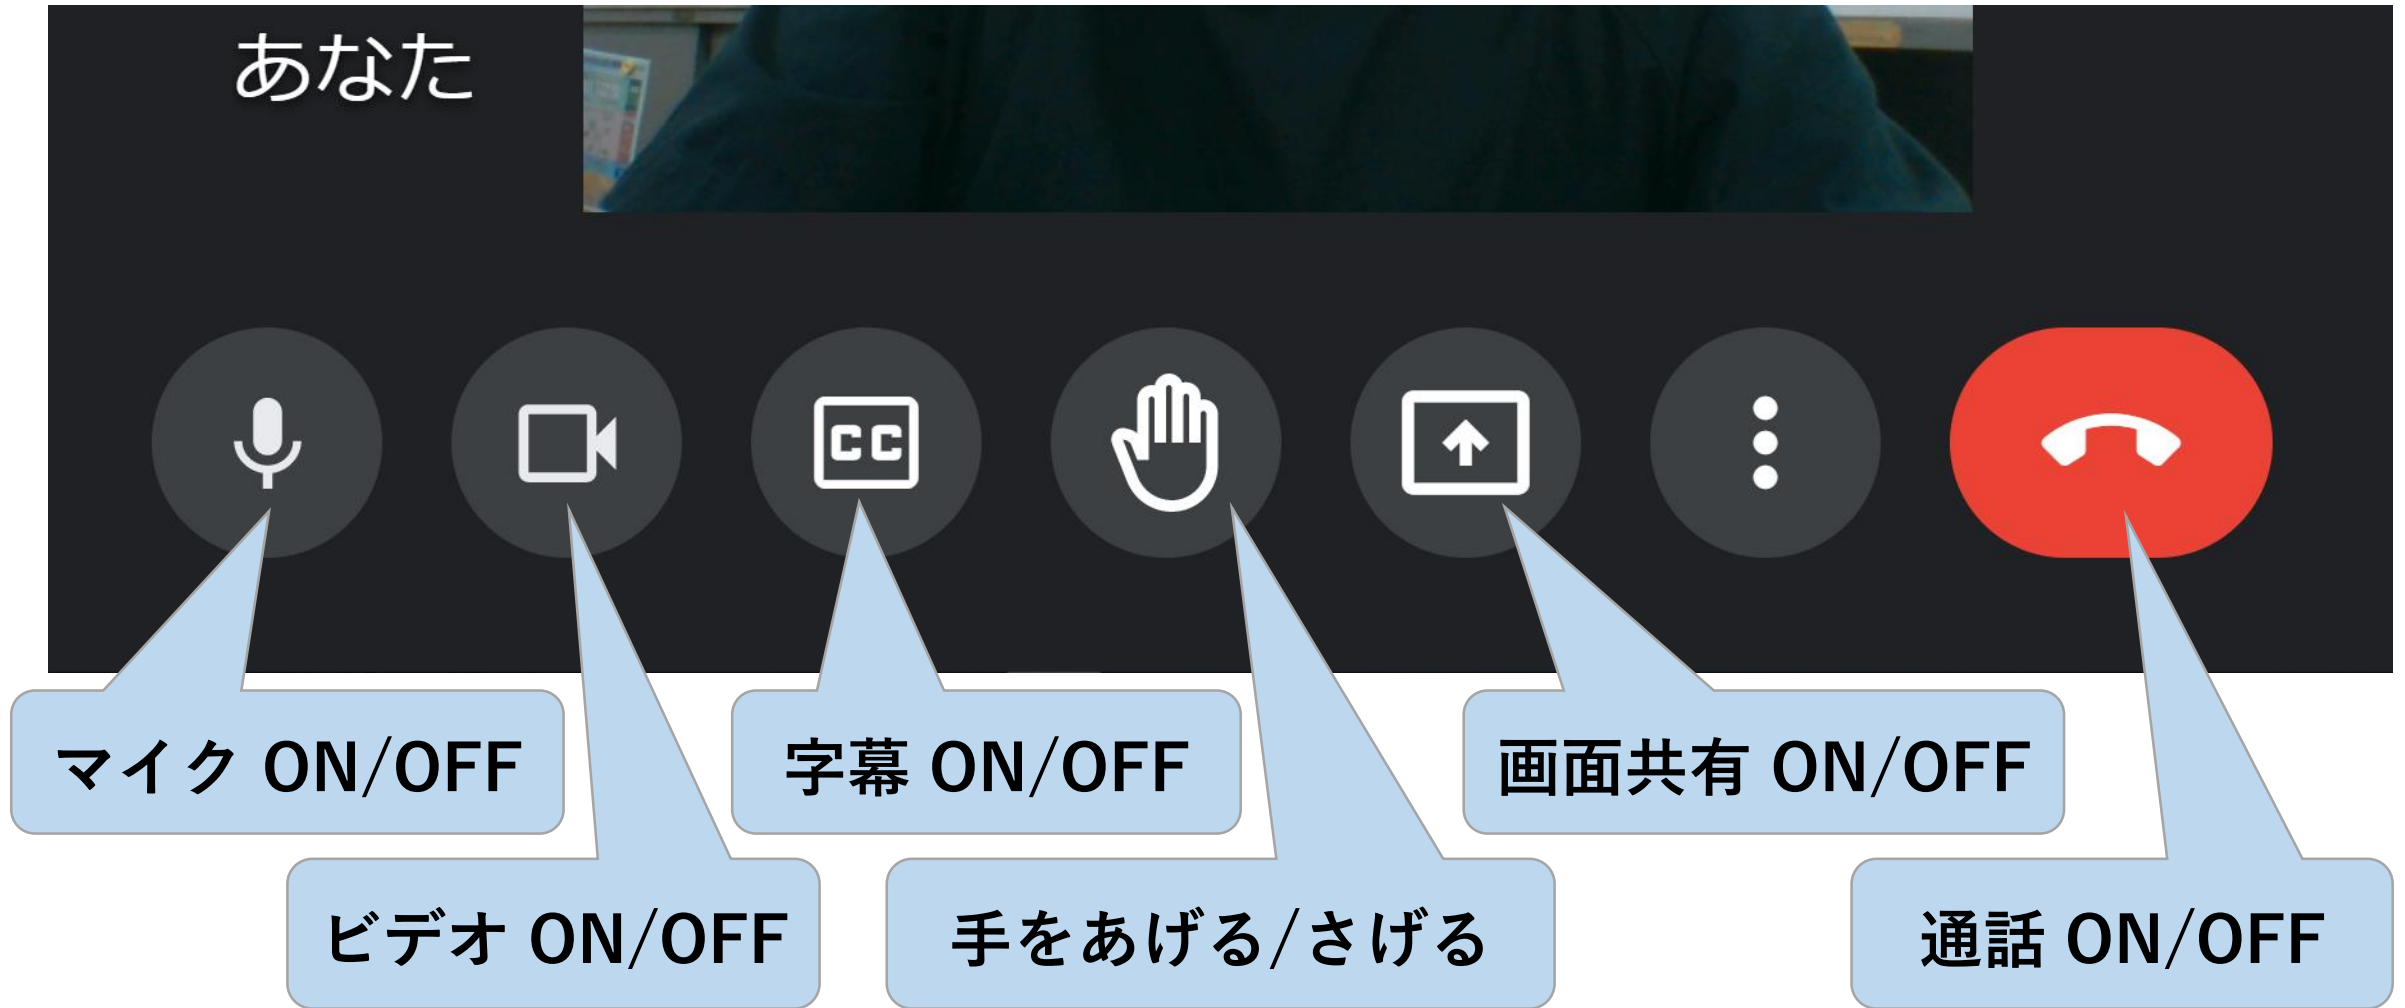 あなた
CC
マイク ON/OFF
字幕 ON/OFF
画面共有 ON/OFF
ビデオ ON/OFF
手をあげる/さげる
通話 ON/OFF